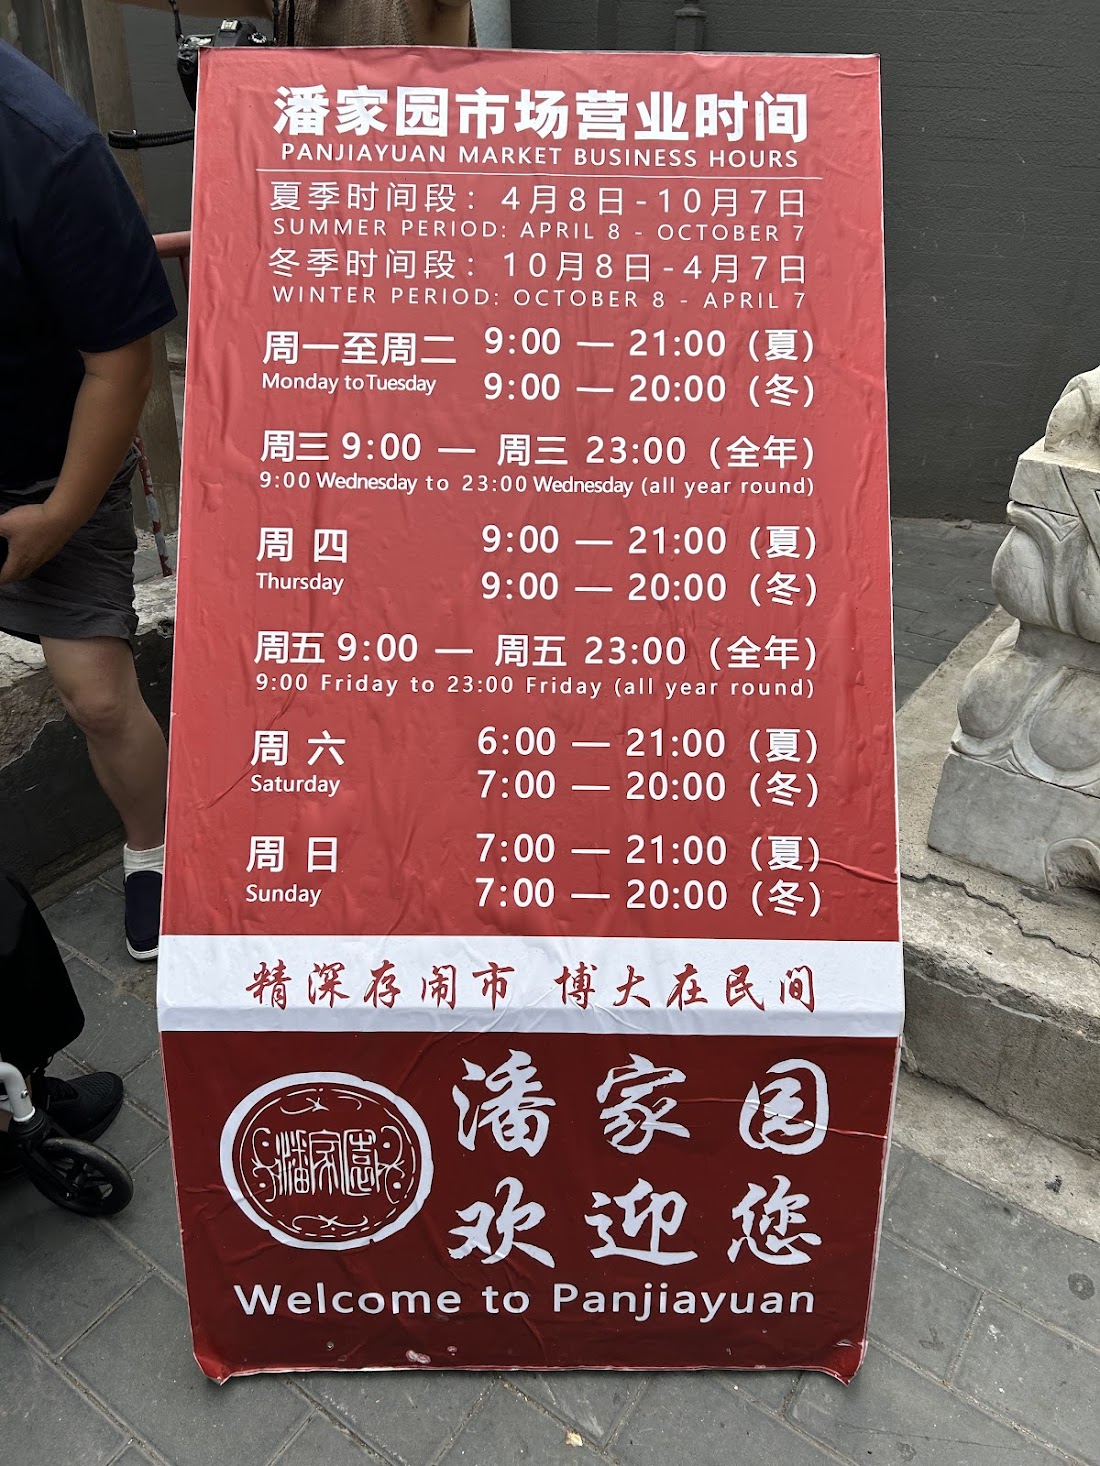 潘家园市场营业时间
PANJIAYUAN MARKET BUSINESS HOURS
夏季时间段：4月8日-10月7日
SUMMER PERIOD: APRIL 8 - OCTOBER 7
冬季时间段：10月8日-4月7日
WINTER PERIOD: OCTOBER 8 - APRIL 7
周一至周二 9:00 — 21:00（夏）
Monday to Tuesday 9:00 — 20:00（冬）
周三 9:00 — 周三 23:00（全年）
9:00 Wednesday to 23:00 Wednesday (all year round)
周四 9:00 — 21:00（夏）
Thursday 9:00 — 20:00（冬）
周五 9:00 — 周五 23:00（全年）
9:00 Friday to 23:00 Friday (all year round)
周六 6:00 — 21:00（夏）
Saturday 7:00 — 20:00（冬）
周日 7:00 — 21:00（夏）
Sunday 7:00 — 20:00（冬）
精深存闹市 博大在民间
潘家园
潘家園
欢迎您
Welcome to Panjiayuan